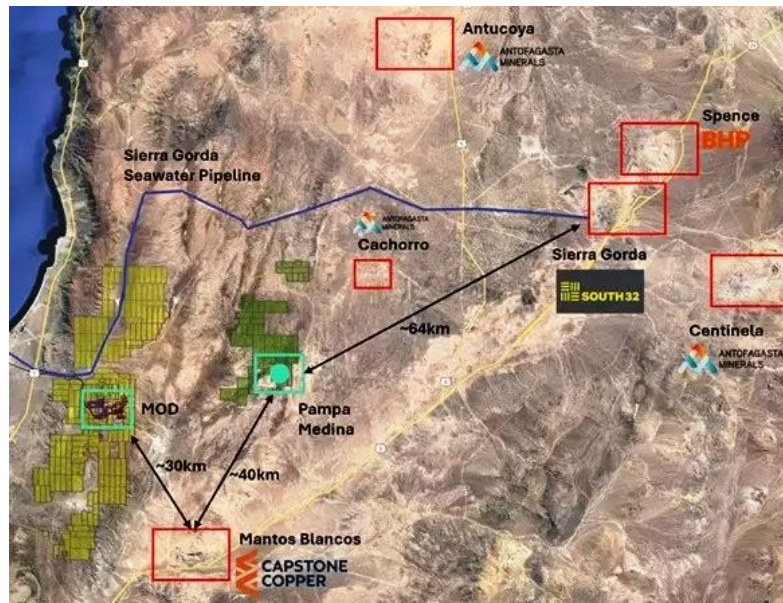 Antucoya
ANTOFAGASTA
MINERALS
Spence
BHP
Sierra Gorda
Seawater Pipeline
ANTOFAGASTA
MINERALS
Cachorro
Sierra Gorda
SOUTH32
~64km
Centinela
ANTOFAGASTA
MINERALS
MOD
Pampa
Medina
~30km
~40km
Mantos Blancos
CAPSTONE
COPPER